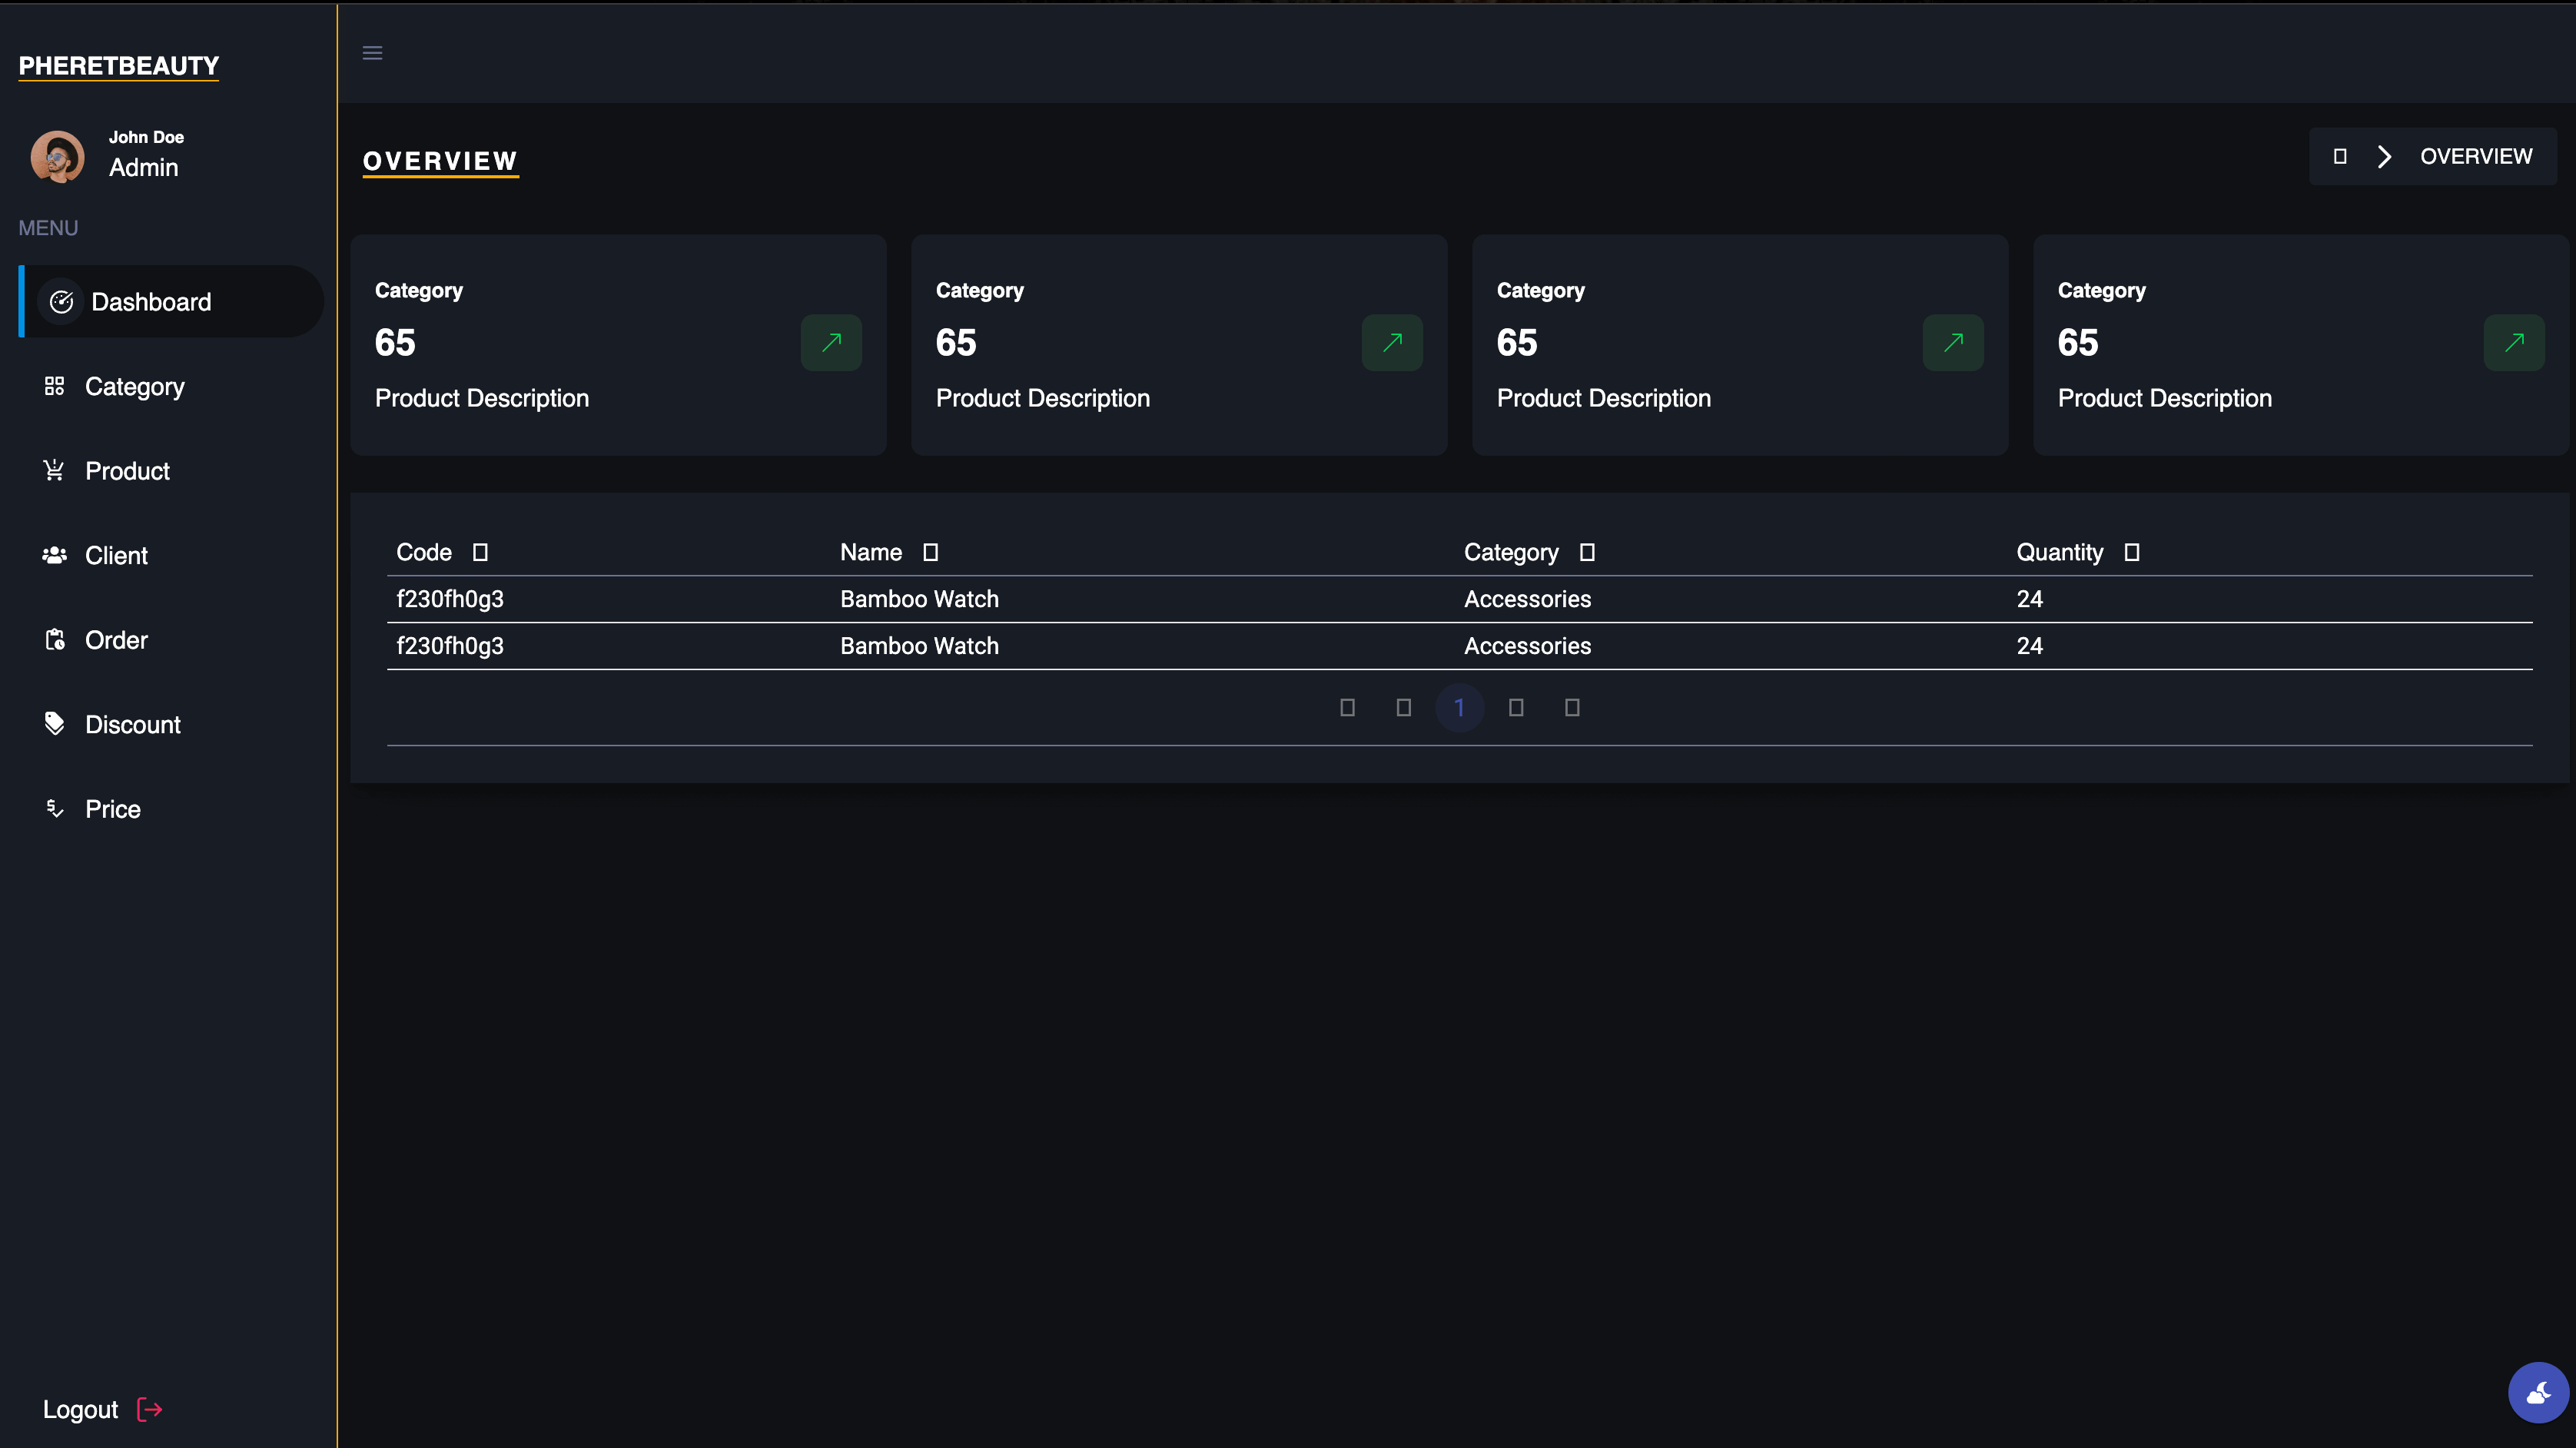 PHERETBEAUTY
John Doe
Admin
MENU
Dashboard
Category
Product
Client
Order
Discount
Price
Logout
OVERVIEW
OVERVIEW
Category
65
Product Description
Category
65
Product Description
Category
65
Product Description
Category
65
Product Description
Code Name Category Quantity
f230fh0g3 Bamboo Watch Accessories 24
f230fh0g3 Bamboo Watch Accessories 24
1